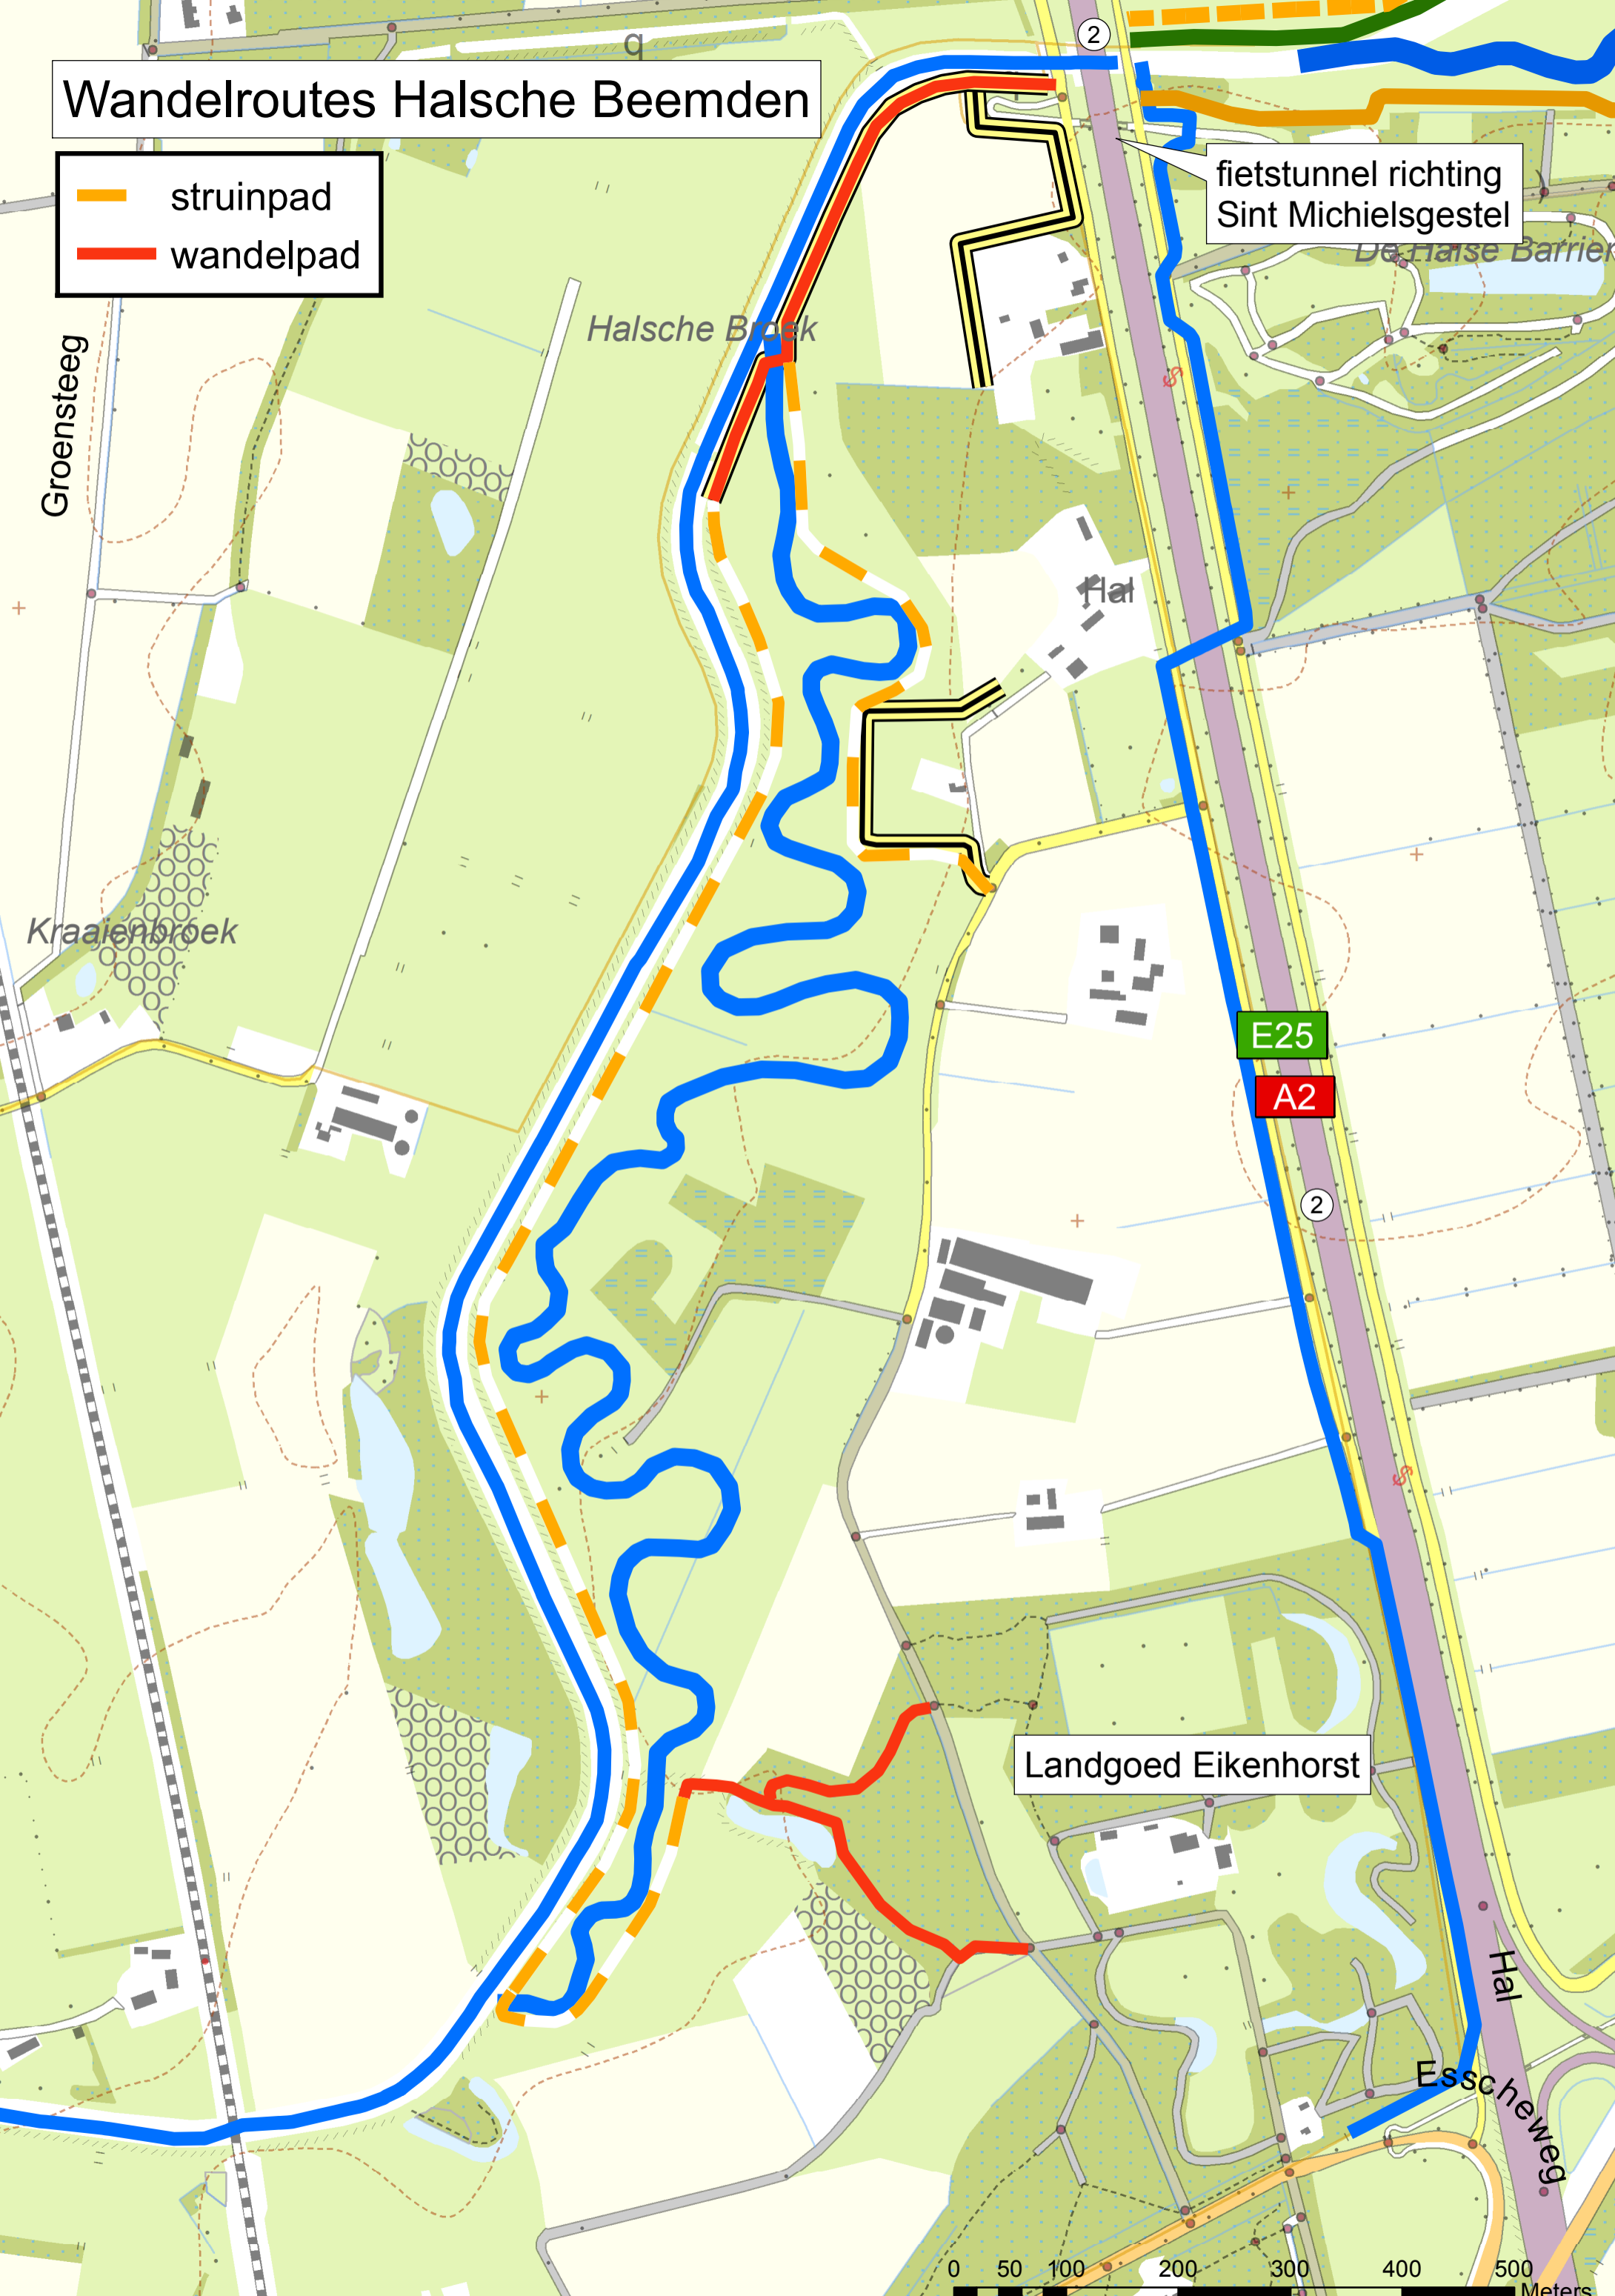 q
2
Wandelroutes Halsche Beemden
struinpad
wandelpad
fietstunnel richting
Sint Michielsgestel
De Halse Barrier
Halsche Broek
Groensteeg
Hal
Kraaienbroek
E25
A2
2
Landgoed Eikenhorst
Hal
Esscheweg
0 50 100 200 300 400 500
Meters